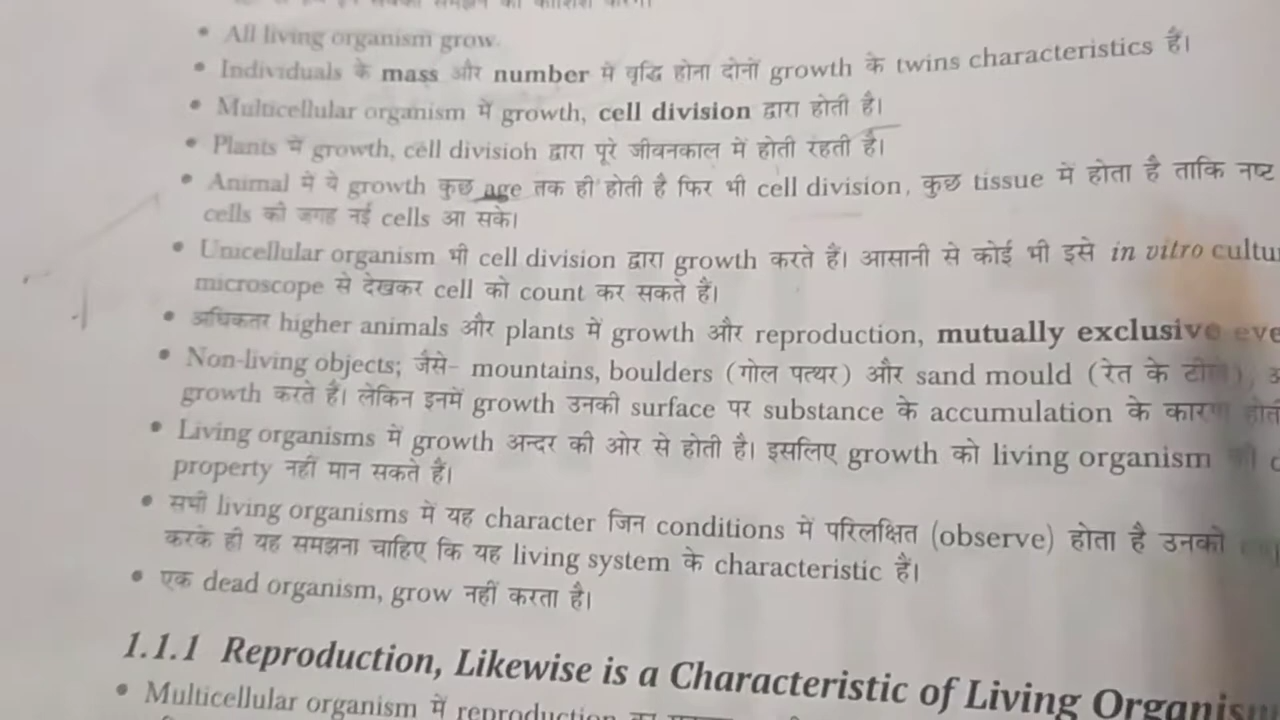 • All living organism grow.
• Individuals के mass और number में वृद्धि होना दोनों growth के twins characteristics हैं।
• Multicellular organism में growth, cell division द्वारा होती है।
• Plants में growth, cell division द्वारा पूरे जीवनकाल में होती रहती है।
• Animal में ये growth कुछ age तक ही होती है फिर भी cell division, कुछ tissue में होता है ताकि नष्ट
cells की जगह नई cells आ सके।
• Unicellular organism भी cell division द्वारा growth करते हैं। आसानी से कोई भी इसे in vitro cultu
microscope से देखकर cell को count कर सकते हैं।
• अधिकतर higher animals और plants में growth और reproduction, mutually exclusive eve
• Non-living objects; जैसे- mountains, boulders (गोल पत्थर) और sand mould (रेत के टीले),
growth करते हैं। लेकिन इनमें growth उनकी surface पर substance के accumulation के कारण होती
• Living organisms में growth अन्दर की ओर से होती है। इसलिए growth को living organism
property नहीं मान सकते हैं।
• सभी living organisms में यह character जिन conditions में परिलक्षित (observe) होता है उनको
करके ही यह समझना चाहिए कि यह living system के characteristic हैं।
• एक dead organism, grow नहीं करता है।
1.1.1 Reproduction, Likewise is a Characteristic of Living Organism
• Multicellular organism में reproduction का